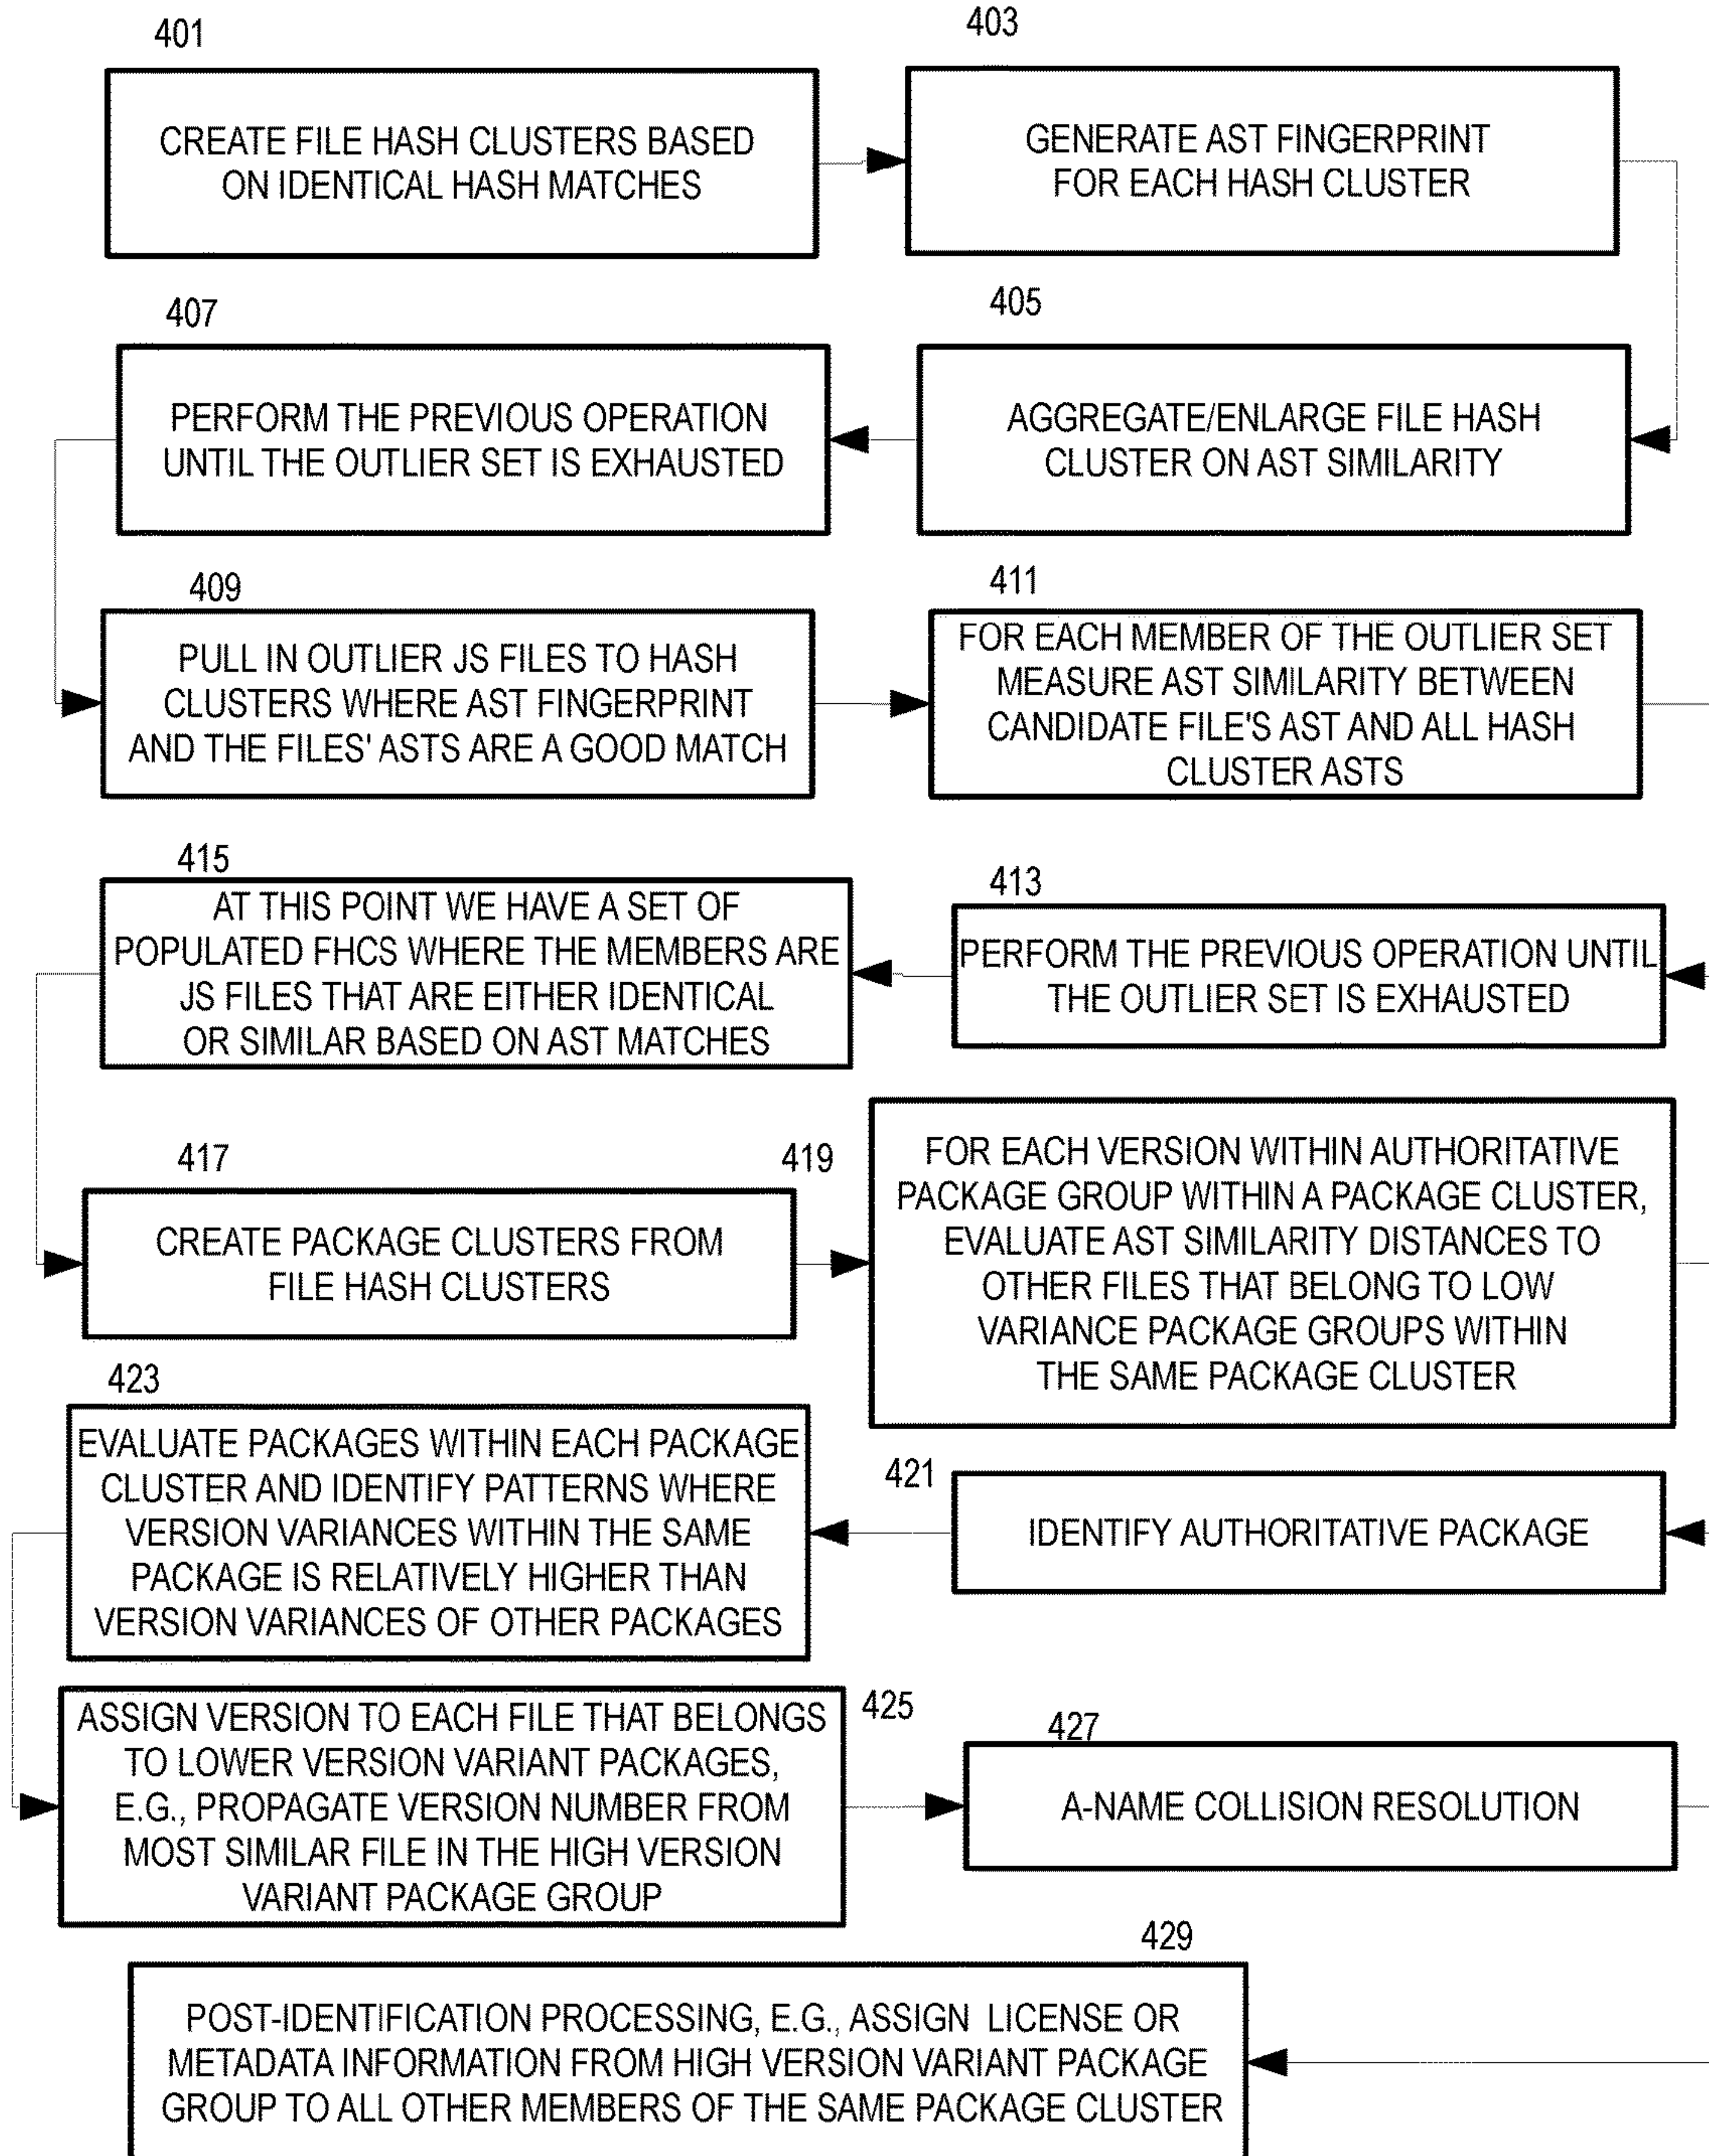 401
CREATE FILE HASH CLUSTERS BASED
ON IDENTICAL HASH MATCHES
403
GENERATE AST FINGERPRINT
FOR EACH HASH CLUSTER
405
AGGREGATE/ENLARGE FILE HASH
CLUSTER ON AST SIMILARITY
407
PERFORM THE PREVIOUS OPERATION
UNTIL THE OUTLIER SET IS EXHAUSTED
409
PULL IN OUTLIER JS FILES TO HASH
CLUSTERS WHERE AST FINGERPRINT
AND THE FILES' ASTS ARE A GOOD MATCH
411
FOR EACH MEMBER OF THE OUTLIER SET
MEASURE AST SIMILARITY BETWEEN
CANDIDATE FILE'S AST AND ALL HASH
CLUSTER ASTS
413
PERFORM THE PREVIOUS OPERATION UNTIL
THE OUTLIER SET IS EXHAUSTED
415
AT THIS POINT WE HAVE A SET OF
POPULATED FHCS WHERE THE MEMBERS ARE
JS FILES THAT ARE EITHER IDENTICAL
OR SIMILAR BASED ON AST MATCHES
417
CREATE PACKAGE CLUSTERS FROM
FILE HASH CLUSTERS
419
FOR EACH VERSION WITHIN AUTHORITATIVE
PACKAGE GROUP WITHIN A PACKAGE CLUSTER,
EVALUATE AST SIMILARITY DISTANCES TO
OTHER FILES THAT BELONG TO LOW
VARIANCE PACKAGE GROUPS WITHIN
THE SAME PACKAGE CLUSTER
421
IDENTIFY AUTHORITATIVE PACKAGE
423
EVALUATE PACKAGES WITHIN EACH PACKAGE
CLUSTER AND IDENTIFY PATTERNS WHERE
VERSION VARIANCES WITHIN THE SAME
PACKAGE IS RELATIVELY HIGHER THAN
VERSION VARIANCES OF OTHER PACKAGES
425
ASSIGN VERSION TO EACH FILE THAT BELONGS
TO LOWER VERSION VARIANT PACKAGES,
E.G., PROPAGATE VERSION NUMBER FROM
MOST SIMILAR FILE IN THE HIGH VERSION
VARIANT PACKAGE GROUP
427
A-NAME COLLISION RESOLUTION
429
POST-IDENTIFICATION PROCESSING, E.G., ASSIGN LICENSE OR
METADATA INFORMATION FROM HIGH VERSION VARIANT PACKAGE
GROUP TO ALL OTHER MEMBERS OF THE SAME PACKAGE CLUSTER